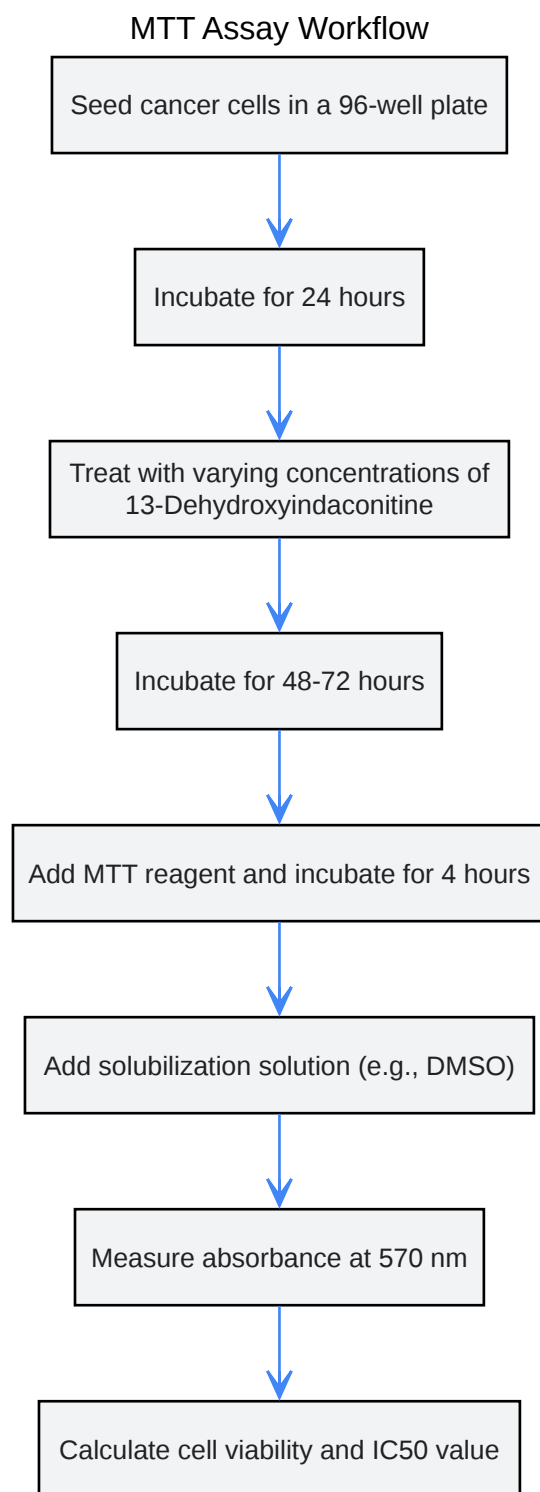 MTT Assay Workflow
Seed cancer cells in a 96-well plate
Incubate for 24 hours
Treat with varying concentrations of
13-Dehydroxyindaconitine
Incubate for 48-72 hours
Add MTT reagent and incubate for 4 hours
Add solubilization solution (e.g., DMSO)
Measure absorbance at 570 nm
Calculate cell viability and IC50 value